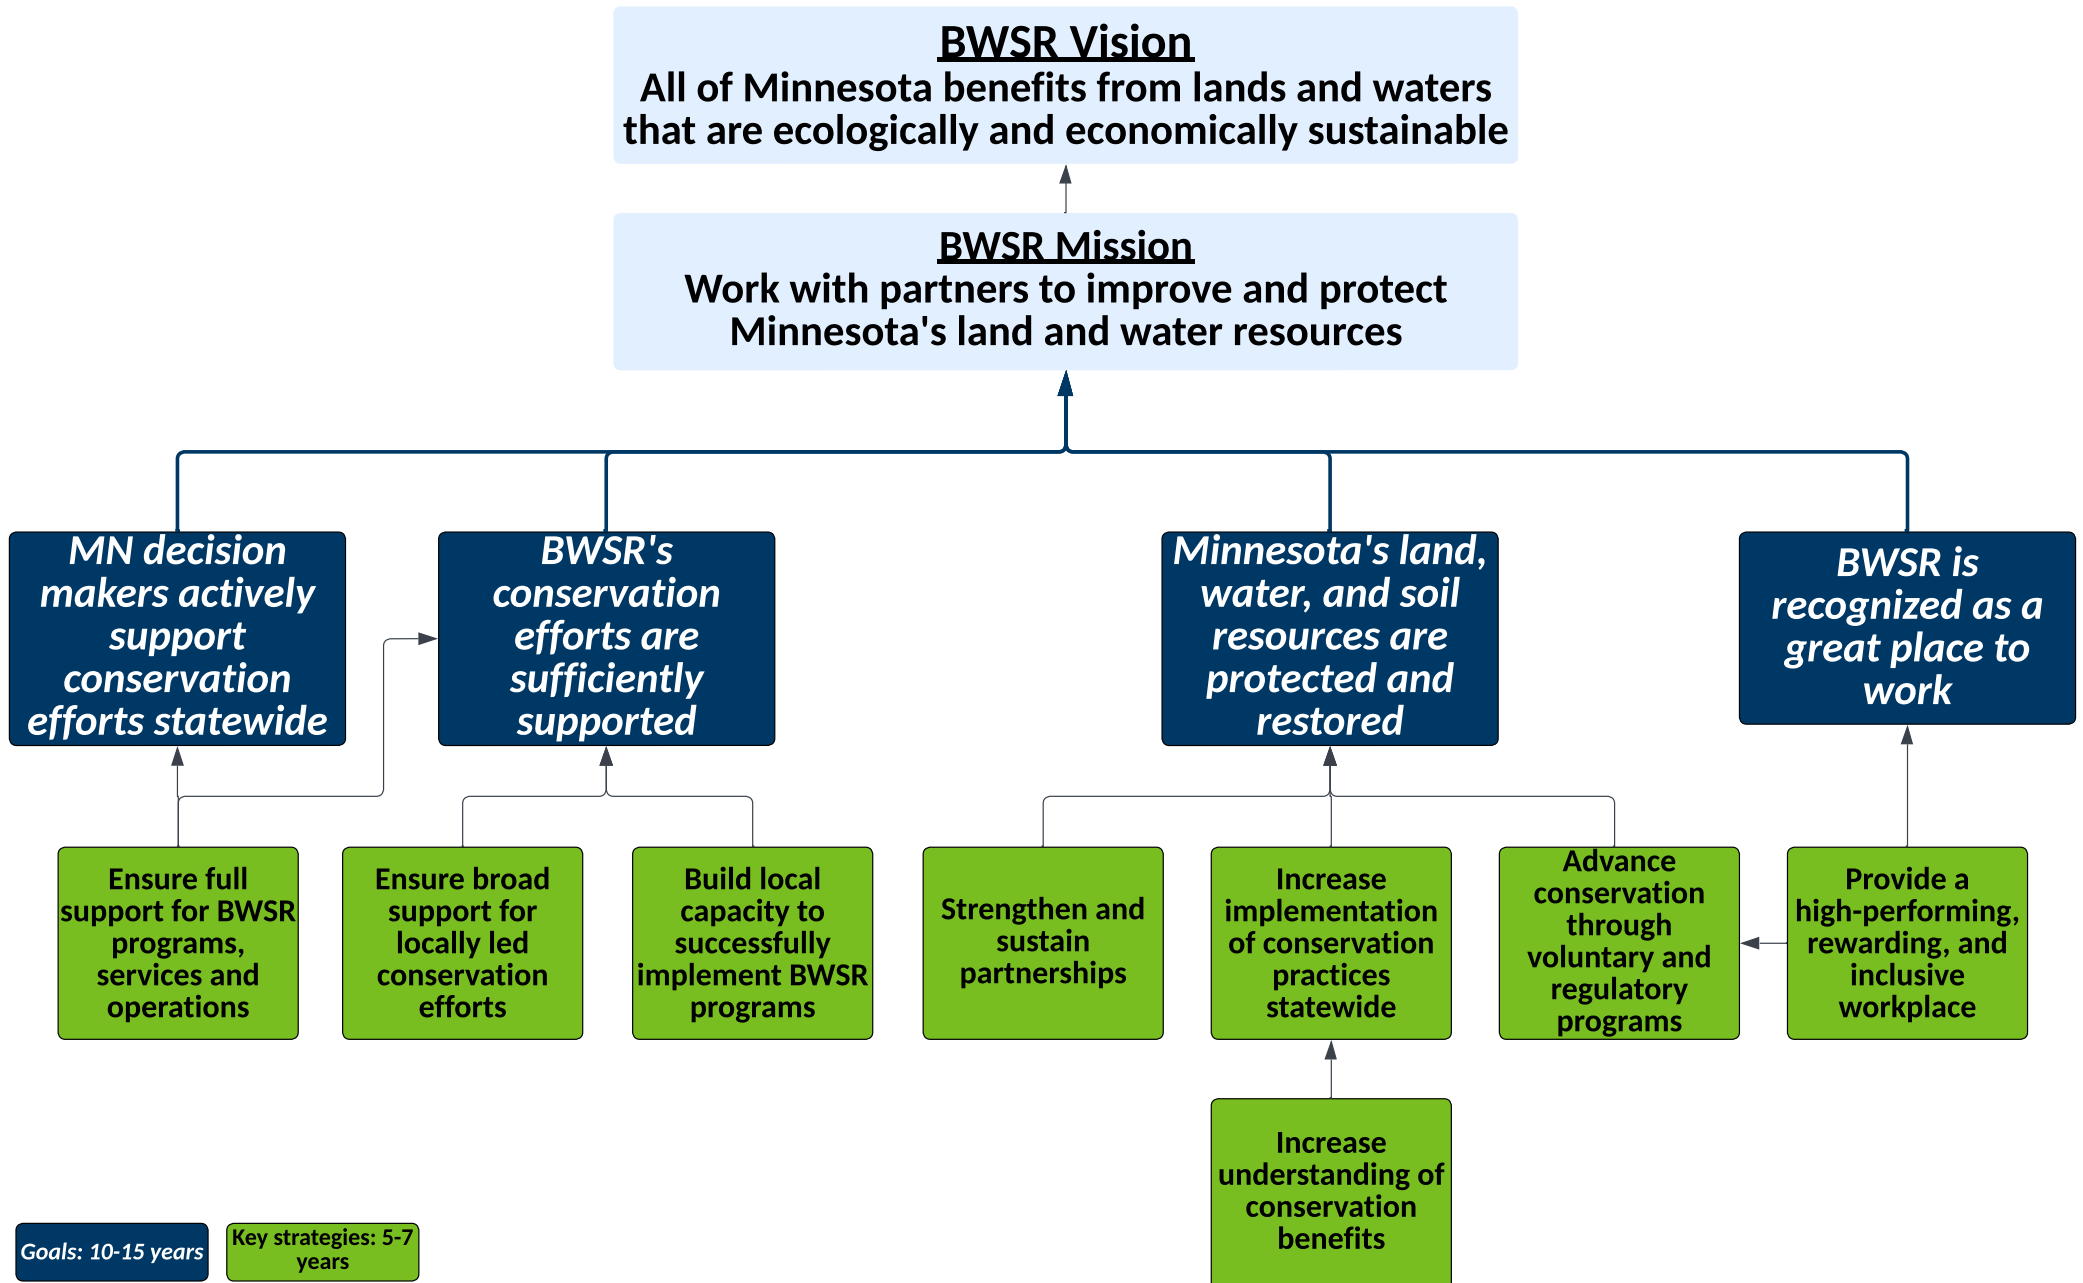 BWSR Vision
All of Minnesota benefits from lands and waters
that are ecologically and economically sustainable
BWSR Mission
Work with partners to improve and protect
Minnesota's land and water resources
MN decision
makers actively
support
conservation
efforts statewide
BWSR's
conservation
efforts are
sufficiently
supported
Minnesota's land,
water, and soil
resources are
protected and
restored
BWSR is
recognized as a
great place to
work
Ensure full
support for BWSR
programs,
services and
operations
Ensure broad
support for
locally led
conservation
efforts
Build local
capacity to
successfully
implement BWSR
programs
Strengthen and
sustain
partnerships
Increase
implementation
of conservation
practices
statewide
Advance
conservation
through
voluntary and
regulatory
programs
Provide a
high-performing,
rewarding, and
inclusive
workplace
Increase
understanding of
conservation
benefits
Goals: 10-15 years
Key strategies: 5-7
years